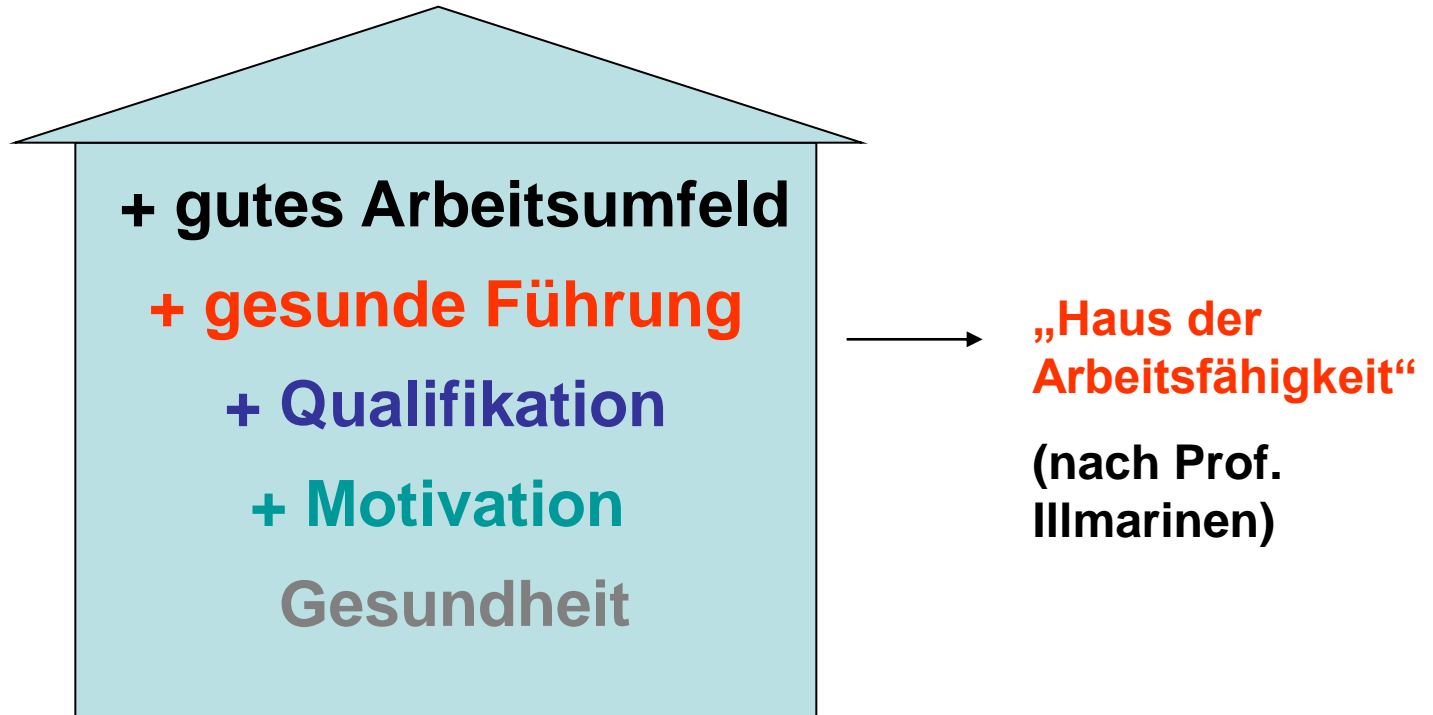 + gutes Arbeitsumfeld
+ gesunde Führung
+ Qualifikation
+ Motivation
Gesundheit
„Haus der
Arbeitsfähigkeit“
(nach Prof.
Illmarinen)